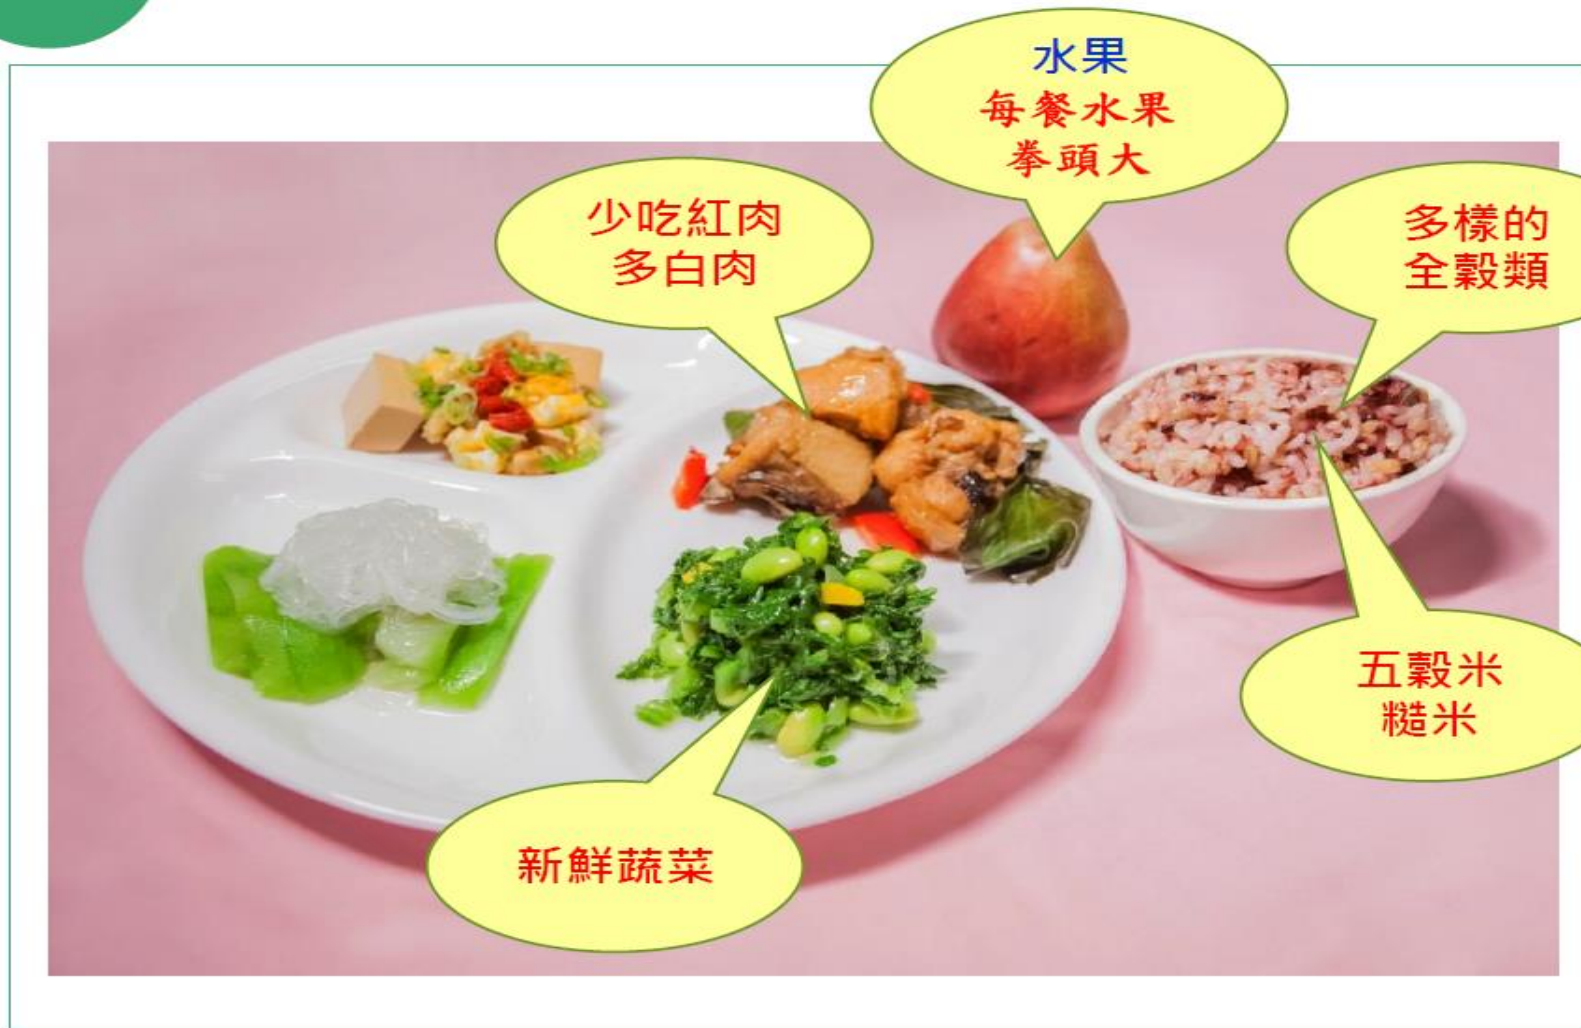 水果
每餐水果
拳頭大
少吃紅肉
多白肉
多樣的
全穀類
五穀米
糙米
新鮮蔬菜